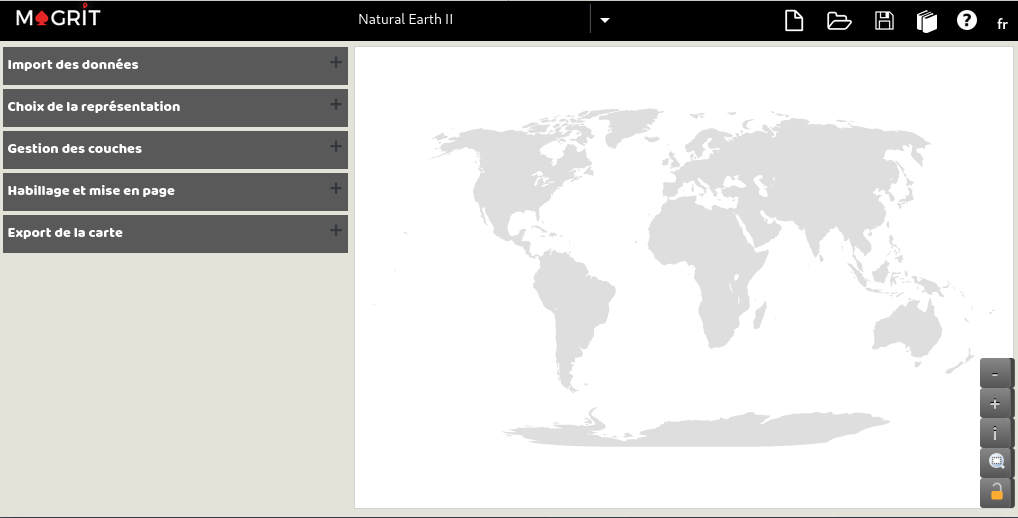 MAGRIT
Natural Earth II
fr
Import des données +
Choix de la représentation +
Gestion des couches +
Habillage et mise en page +
Export de la carte +
-
+
i